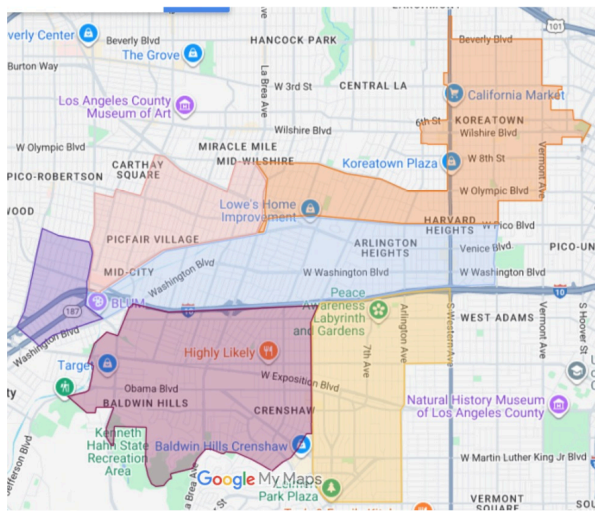 101
verly Center
Beverly Blvd
HANCOCK PARK
Beverly Blvd
The Grove
Burton Way
La Brea Ave
W 3rd St
CENTRAL LA
California Market
Los Angeles County
Museum of Art
6th St
KOREATOWN
Wilshire Blvd
Wilshire Blvd
W Olympic Blvd
MIRACLE MILE
MID-WILSHIRE
Koreatown Plaza
W 8th St
Vermont Ave
CARTHAY
SQUARE
PICO-ROBERTSON
W Olympic Blvd
WOOD
Lowe's Home
Improvement
HARVARD
HEIGHTS
W Pico Blvd
PICFAIR VILLAGE
ARLINGTON
HEIGHTS
Venice Blvd
PICO-UN
MID-CITY
Washington Blvd
W Washington Blvd
W Washington Blvd
BLUM
187
10
10
Peace
Awareness
Labyrinth
and Gardens
Arlington Ave
S Western Ave
WEST ADAMS
Vermont Ave
S Hoover St
Washington Blvd
Highly Likely
7th Ave
Target
Obama Blvd
W Exposition Blvd
BALDWIN HILLS
CRENSHAW
Natural History Museum
of Los Angeles County
Kenneth
Hahn State
Recreation
Area
Baldwin Hills Crenshaw
W Martin Luther King Jr Blvd
Jefferson Blvd
La Brea A
Google My Maps
Leimert
Park Plaza
VERMONT
SQUARE